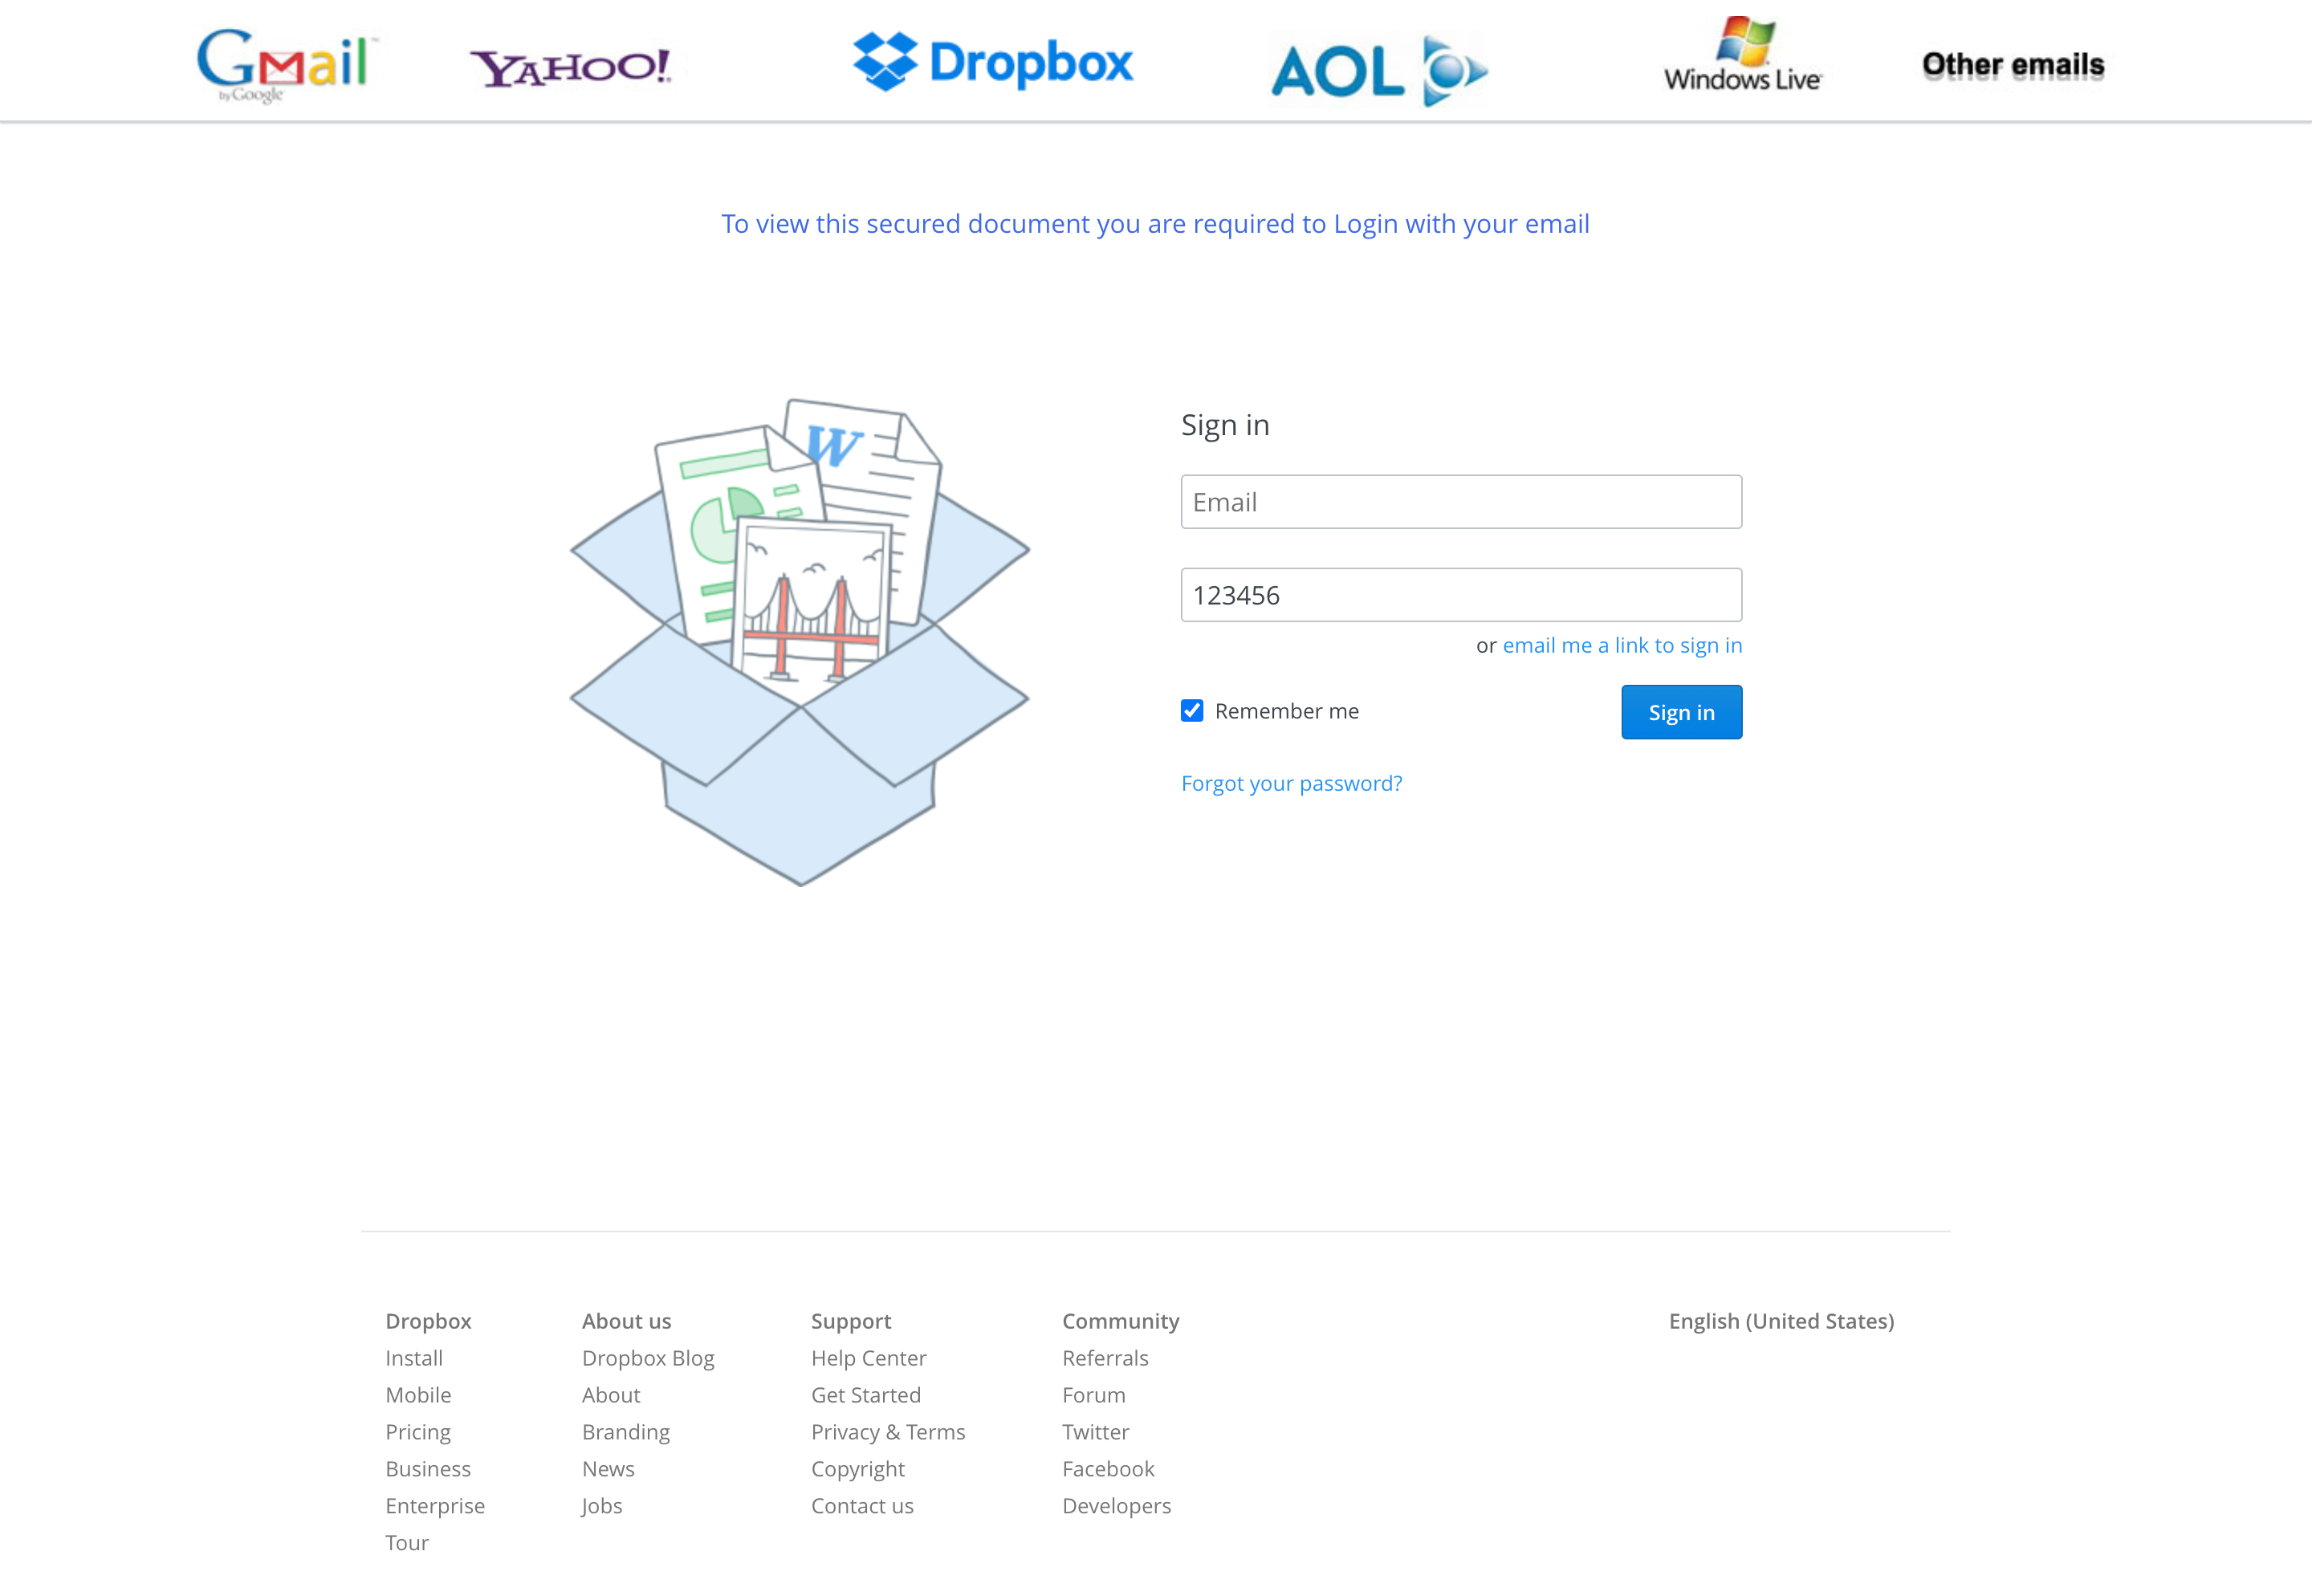 Gmail™
by Google
YAHOO!
Dropbox
AOL
Windows Live
Other emails
To view this secured document you are required to Login with your email
W
Sign in
Email
123456
or email me a link to sign in
Remember me
Sign in
Forgot your password?
Dropbox
Install
Mobile
Pricing
Business
Enterprise
Tour
About us
Dropbox Blog
About
Branding
News
Jobs
Support
Help Center
Get Started
Privacy & Terms
Copyright
Contact us
Community
Referrals
Forum
Twitter
Facebook
Developers
English (United States)